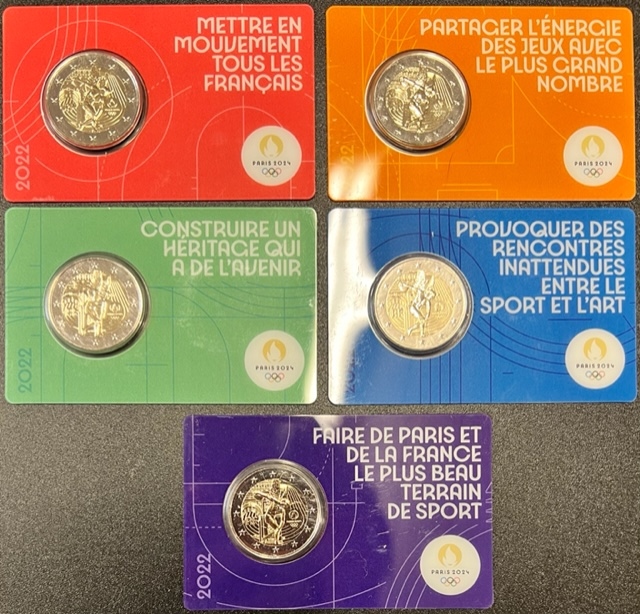 METTRE EN
MOUVEMENT
TOUS LES
FRANÇAIS
2022
PARIS 2024
PARTAGER L'ÉNERGIE
DES JEUX AVEC
LE PLUS GRAND
NOMBRE
2022
PARIS 2024
CONSTRUIRE UN
HÉRITAGE QUI
A DE L'AVENIR
2022
PARIS 2024
PROVOQUER DES
RENCONTRES
INATTENDUES
ENTRE LE
SPORT ET L'ART
2022
PARIS 2024
FAIRE DE PARIS ET
DE LA FRANCE
LE PLUS BEAU
TERRAIN
DE SPORT
2022
PARIS 2024